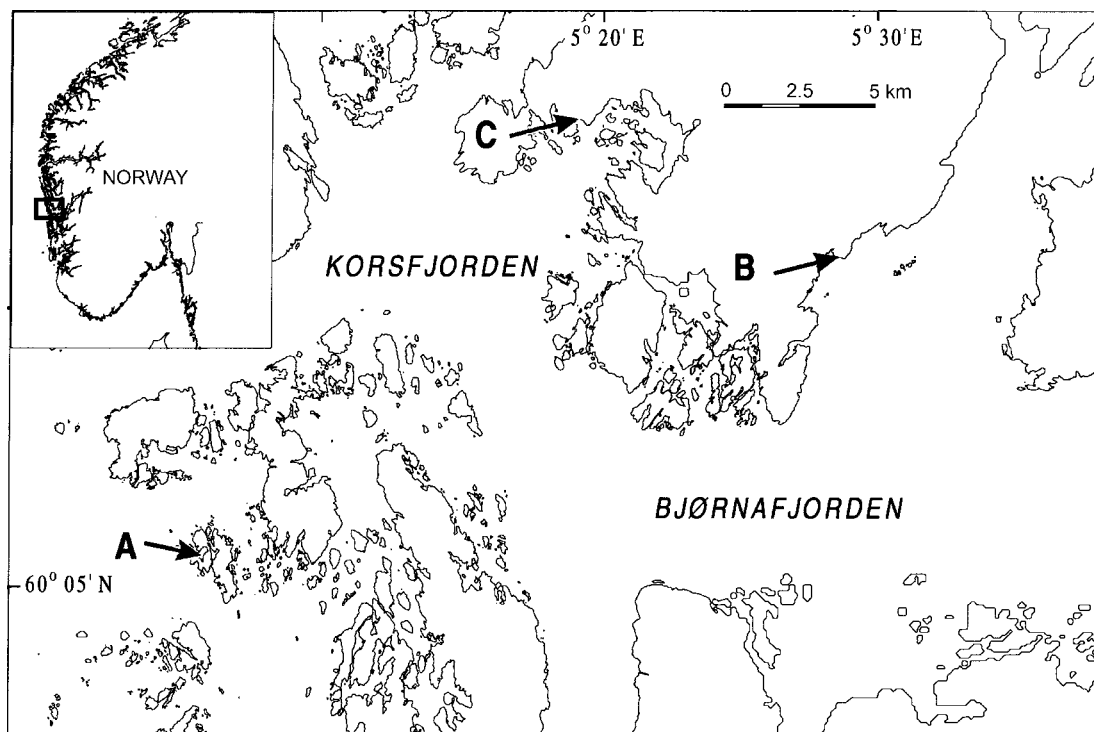 5° 20' E
5° 30' E
0 2.5 5 km
C
NORWAY
B
KORSFJORDEN
BJØRNAFJORDEN
A
60° 05' N